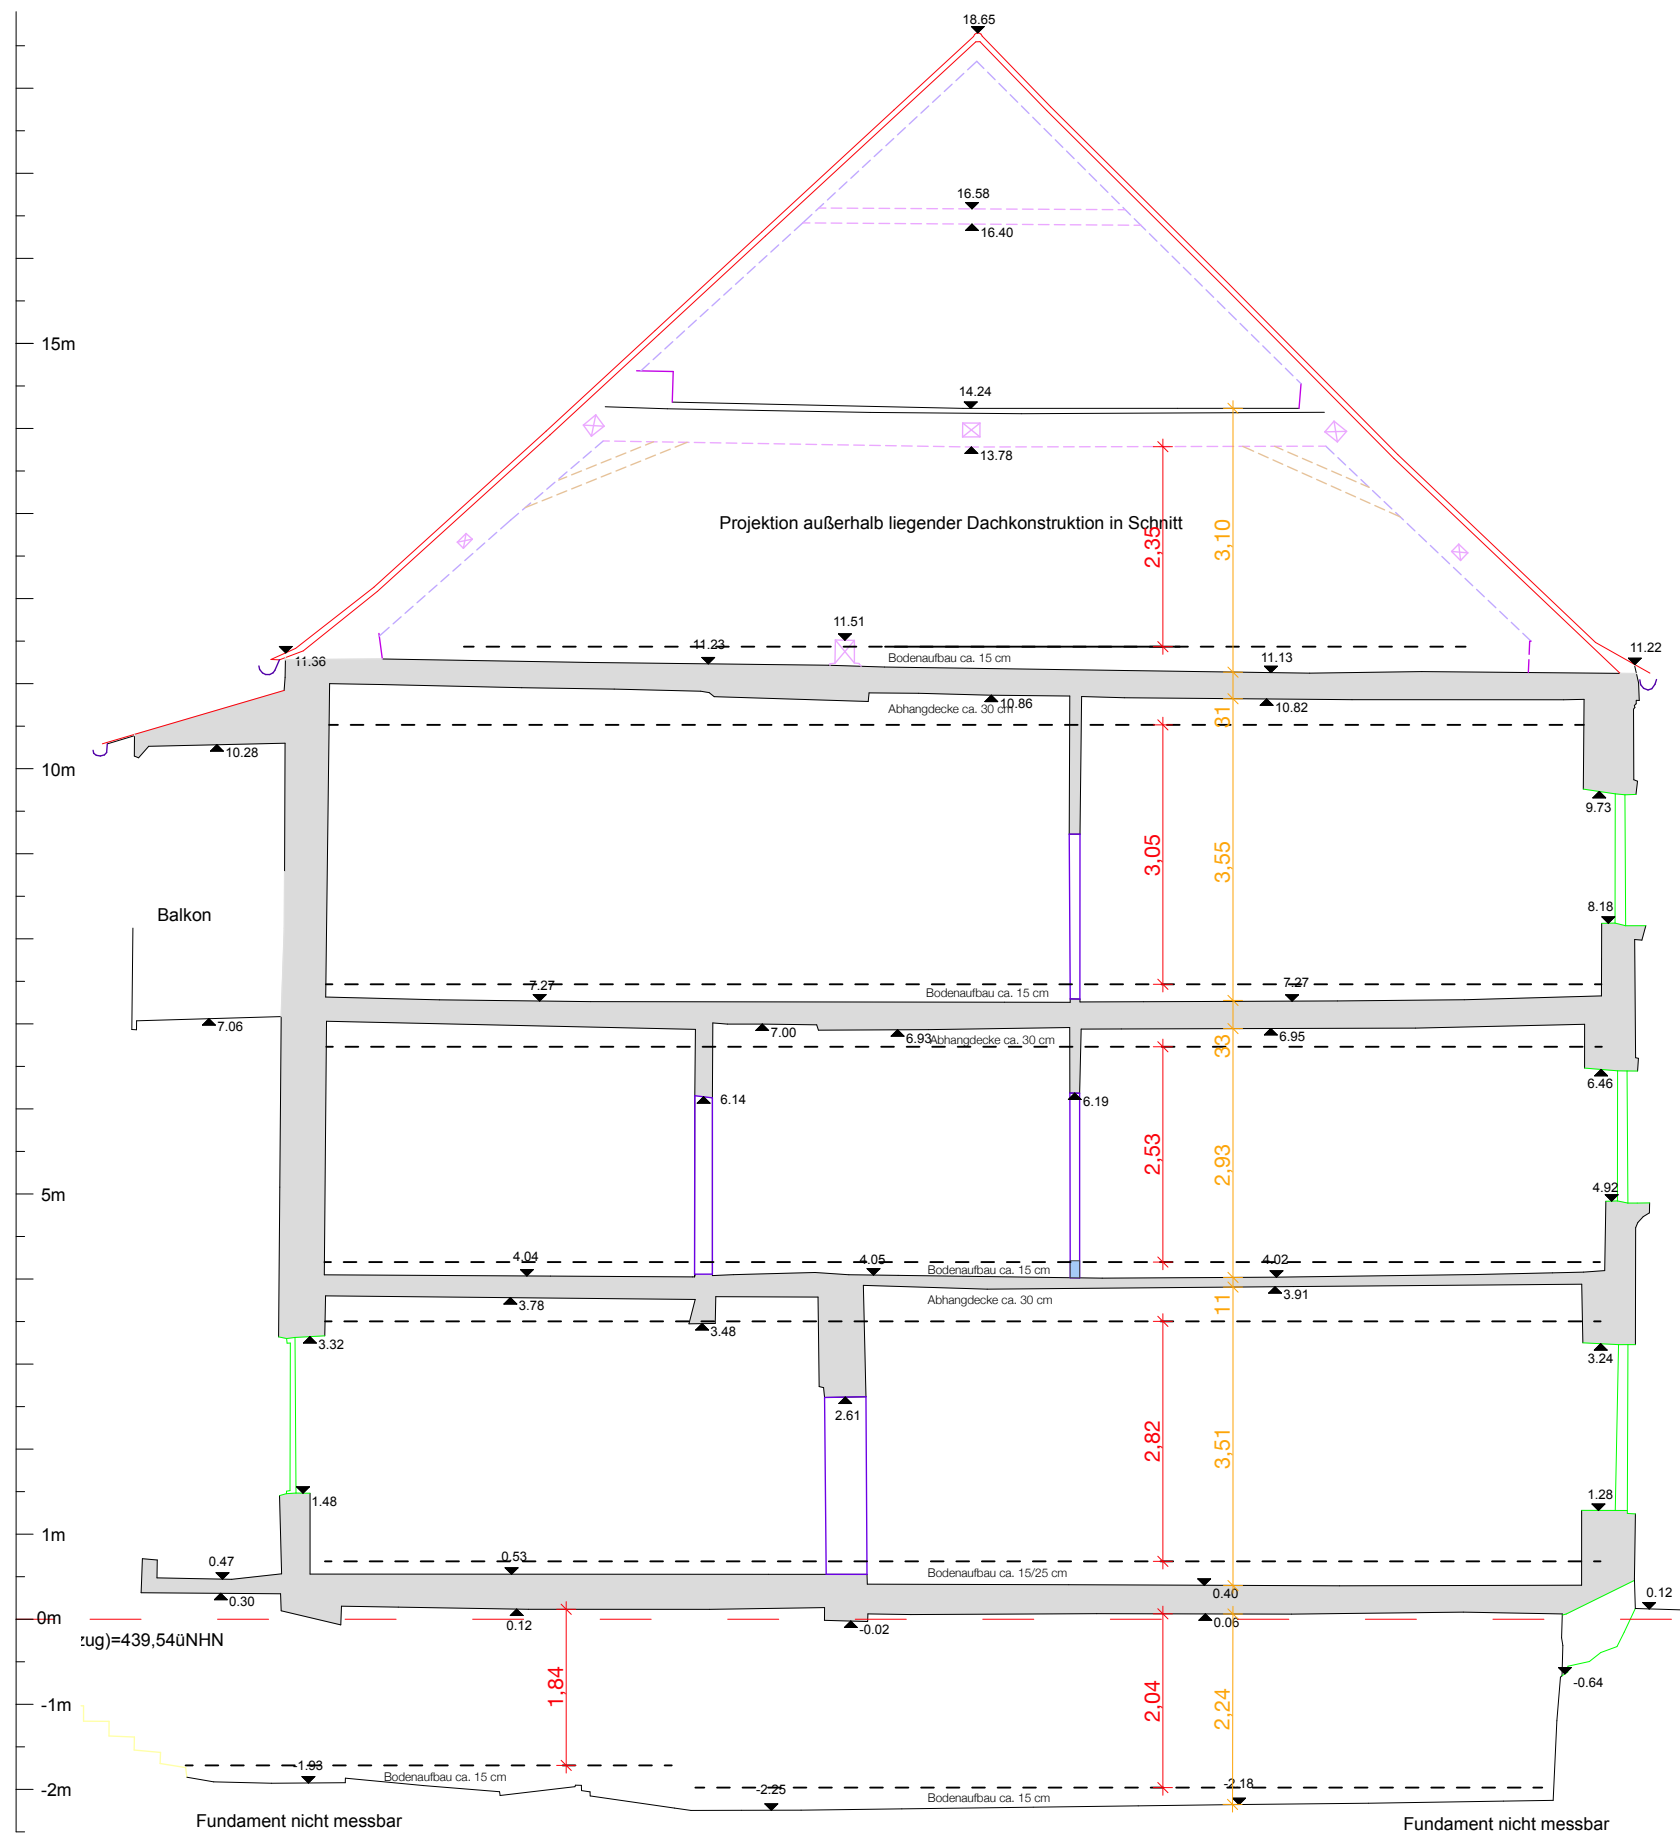 18.65
16.58
16.40
15m
14.24
13.78
Projektion außerhalb liegender Dachkonstruktion in Schnitt
2,35
3,10
11.51
11.23
11.36
Bodenaufbau ca. 15 cm
11.13
11.22
10.86
Abhangdecke ca. 30 cm
10.82
31
10.28
10m
9.73
3,05
3,55
8.18
Balkon
7.27
Bodenaufbau ca. 15 cm
7.27
7.06
7.00
6.93
Abhangdecke ca. 30 cm
6.95
33
6.46
6.14
6.19
2,53
2,93
5m
4.92
4.04
4.05
Bodenaufbau ca. 15 cm
4.02
3.78
Abhangdecke ca. 30 cm
3.91
11
3.48
3.32
3.24
2.61
2,82
3,51
1.48
1.28
1m
0.47
0.53
Bodenaufbau ca. 15/25 cm
0.40
0.30
0.12
0m
0.12
-0.02
0.06
zug)=439,54üNHN
1,84
2,04
2,24
-0.64
-1m
-1.93
Bodenaufbau ca. 15 cm
-2m
-2.25
Bodenaufbau ca. 15 cm
-2.18
Fundament nicht messbar
Fundament nicht messbar